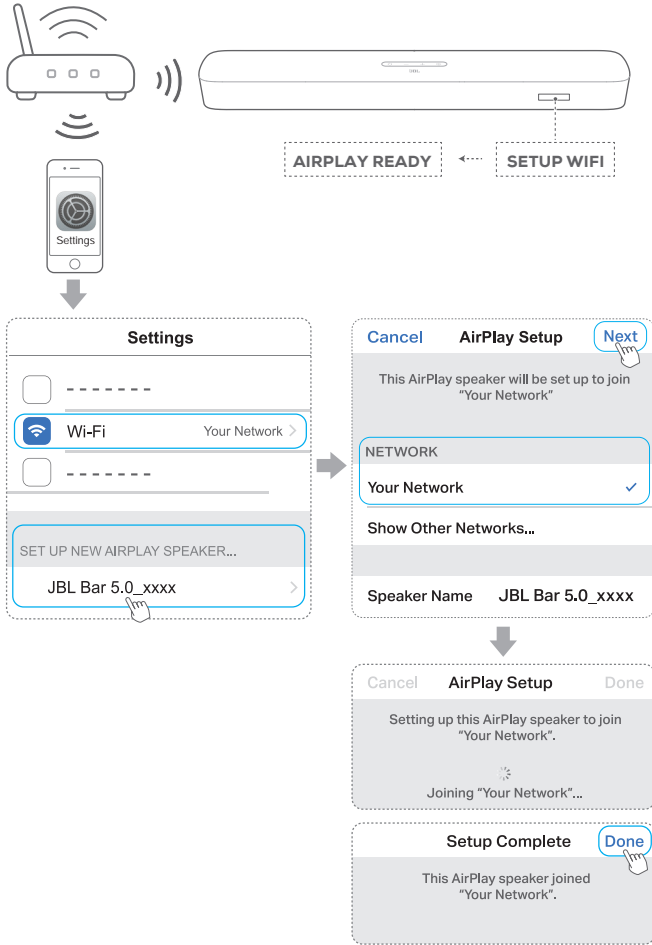 JBL
AIRPLAY READY
SETUP WIFI
Settings
Settings
Wi-Fi Your Network
SET UP NEW AIRPLAY SPEAKER...
JBL Bar 5.0_xxxx
Cancel AirPlay Setup Next
This AirPlay speaker will be set up to join
“Your Network”
NETWORK
Your Network
Show Other Networks...
Speaker Name JBL Bar 5.0_xxxx
Cancel AirPlay Setup Done
Setting up this AirPlay speaker to join
“Your Network”.
Joining “Your Network”...
Setup Complete Done
This AirPlay speaker joined
“Your Network”.